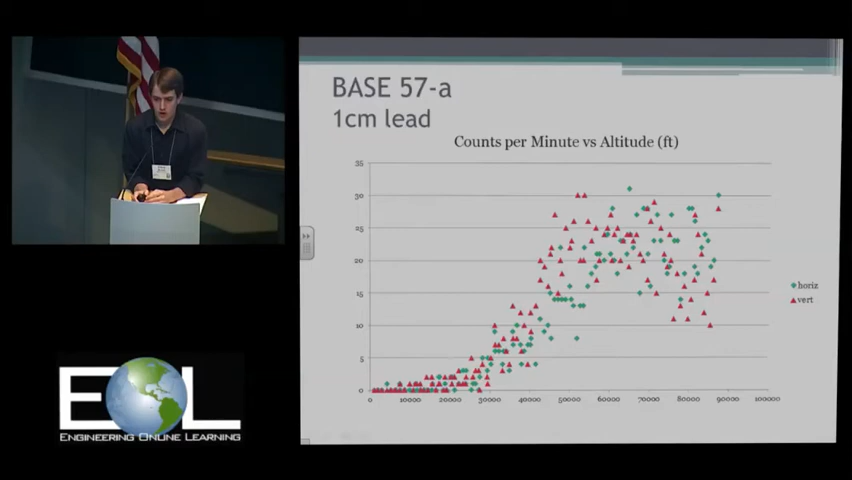 BASE 57-a
1cm lead
Counts per Minute vs Altitude (ft)
35
30
25
20
15
10
5
0
0 10000 20000 30000 40000 50000 60000 70000 80000 90000 100000
horiz
vert
EOL
ENGINEERING ONLINE LEARNING